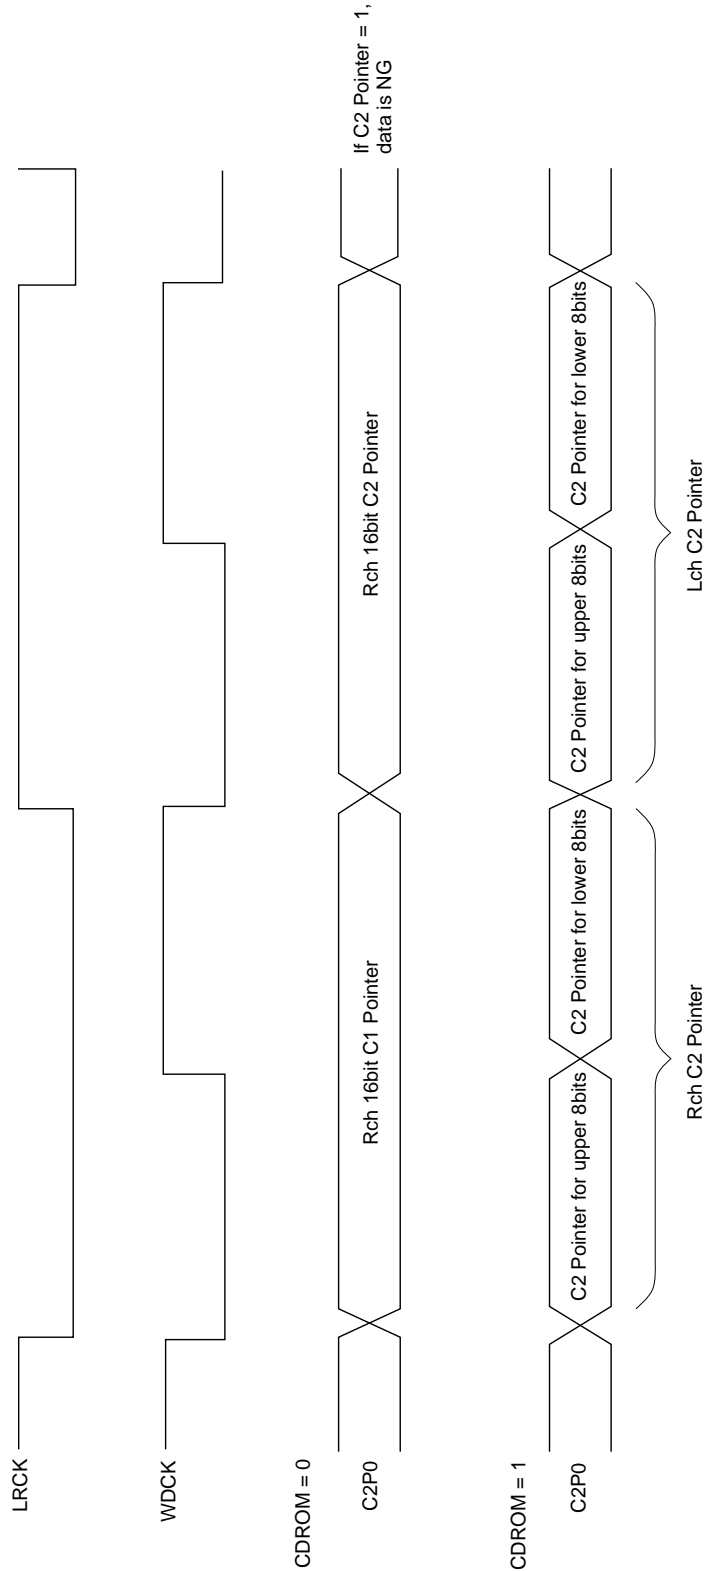 LRCK
WDCK
CDROM = 0
C2P0
Rch 16bit C1 Pointer
Rch 16bit C2 Pointer
If C2 Pointer = 1,
data is NG
CDROM = 1
C2P0
C2 Pointer for upper 8bits
C2 Pointer for lower 8bits
C2 Pointer for upper 8bits
C2 Pointer for lower 8bits
Rch C2 Pointer
Lch C2 Pointer